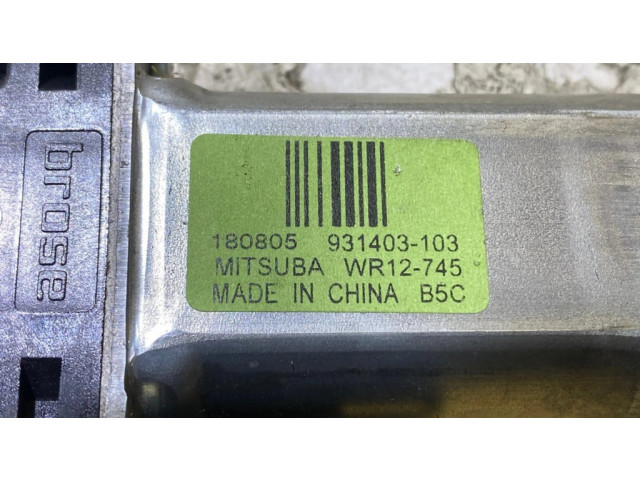 brose
180805 931403-103
MITSUBA WR12-745
MADE IN CHINA B5C